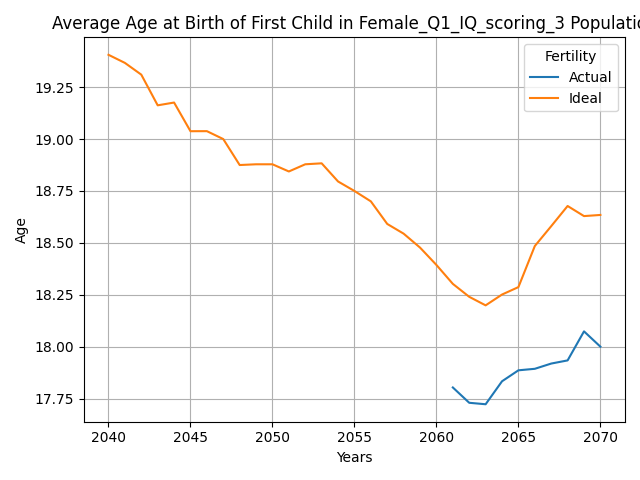 Average Age at Birth of First Child in Female_Q1_IQ_scoring_3 Populatio
Fertility
Actual
Ideal
19.25
19.00
18.75
18.50
18.25
18.00
17.75
Age
2040 2045 2050 2055 2060 2065 2070
Years